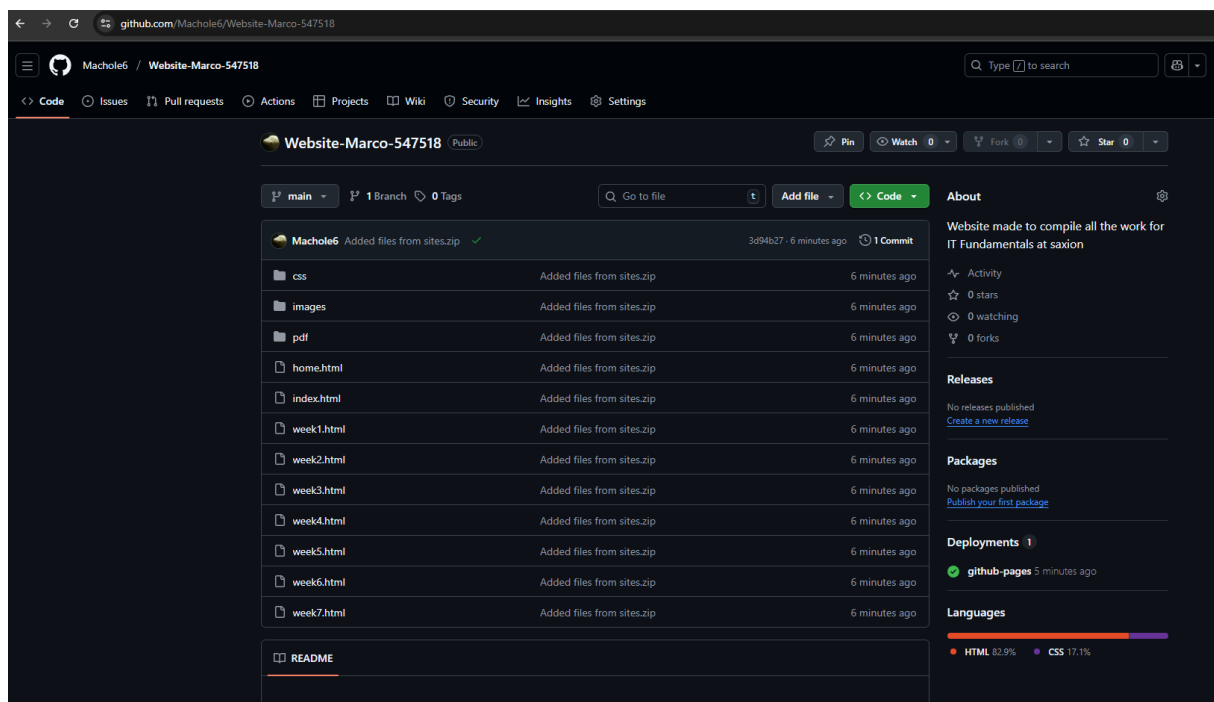 github.com/Machole6/Website-Marco-547518
Machole6 / Website-Marco-547518
Type / to search
Code Issues Pull requests Actions Projects Wiki Security Insights Settings
Website-Marco-547518 Public
Pin Watch 0 Fork 0 Star 0
main 1 Branch 0 Tags Go to file t Add file Code
Machole6 Added files from sites.zip 3d94b27 · 6 minutes ago 1 Commit
css Added files from sites.zip 6 minutes ago
images Added files from sites.zip 6 minutes ago
pdf Added files from sites.zip 6 minutes ago
home.html Added files from sites.zip 6 minutes ago
index.html Added files from sites.zip 6 minutes ago
week1.html Added files from sites.zip 6 minutes ago
week2.html Added files from sites.zip 6 minutes ago
week3.html Added files from sites.zip 6 minutes ago
week4.html Added files from sites.zip 6 minutes ago
week5.html Added files from sites.zip 6 minutes ago
week6.html Added files from sites.zip 6 minutes ago
week7.html Added files from sites.zip 6 minutes ago
README
About
Website made to compile all the work for
IT Fundamentals at saxion
Activity
0 stars
0 watching
0 forks
Releases
No releases published
Create a new release
Packages
No packages published
Publish your first package
Deployments 1
github-pages 5 minutes ago
Languages
HTML 82.9% CSS 17.1%